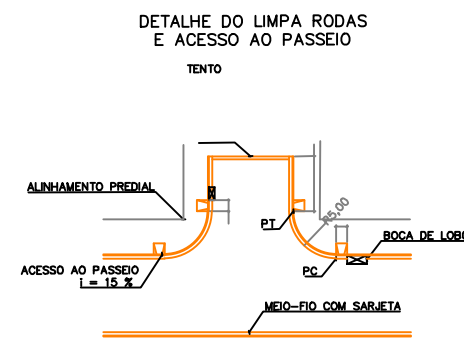 DETALHE DO LIMPA RODAS
E ACESSO AO PASSEIO
TENTO
ALINHAMENTO PREDIAL
R5,00
PT
BOCA DE LOBO
ACESSO AO PASSEIO
i = 15 %
PC
MEIO-FIO COM SARJETA